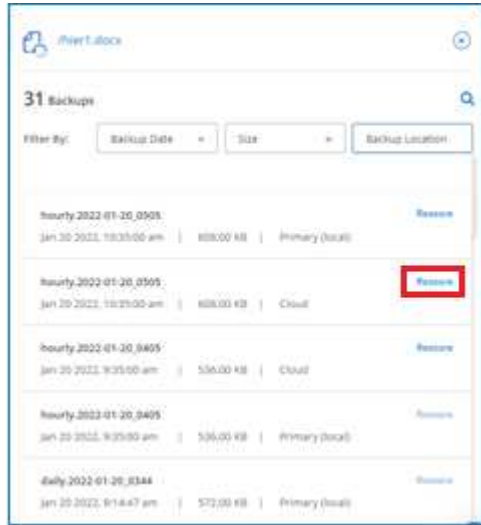 /hier1.docx
31 Backups
Filter By: Backup Date Size Backup Location
hourly.2022-01-20_0505 Restore
Jan 20 2022, 10:35:00 am | 608.00 KB | Primary (local)
hourly.2022-01-20_0505 Restore
Jan 20 2022, 10:35:00 am | 608.00 KB | Cloud
hourly.2022-01-20_0405 Restore
Jan 20 2022, 9:35:00 am | 536.00 KB | Cloud
hourly.2022-01-20_0405 Restore
Jan 20 2022, 9:35:00 am | 536.00 KB | Primary (local)
daily.2022-01-20_0344 Restore
Jan 20 2022, 9:14:47 am | 572.00 KB | Primary (local)